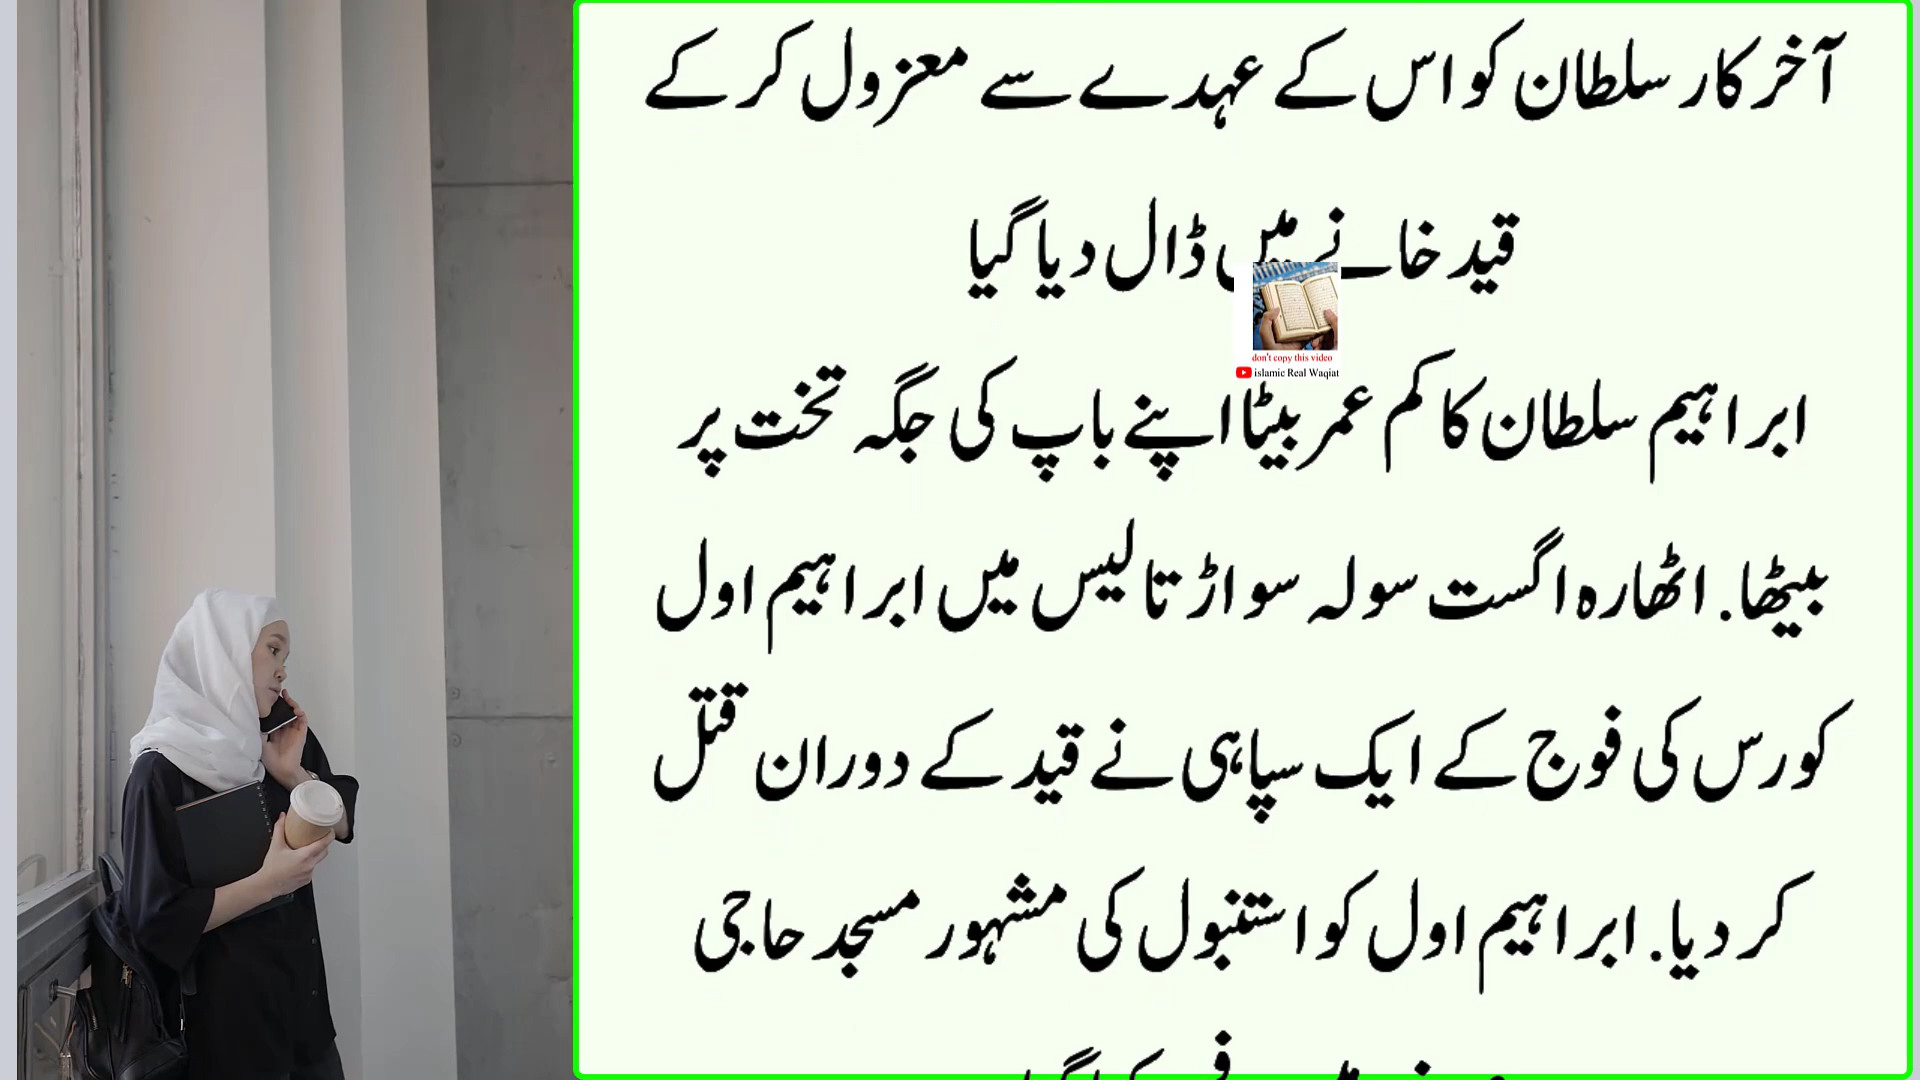 آخر کار سلطان کو اس کے عہدے سے معزول کر کے
قید خانے میں ڈال دیا گیا
don't copy this video
islamic Real Waqiat
ابراہیم سلطان کا کم عمر بیٹا اپنے باپ کی جگہ تخت پر
بیٹھا. اٹھارہ اگست سولہ سو اڑتالیس میں ابراہیم اول
کورس کی فوج کے ایک سپاہی نے قید کے دوران قتل
کر دیا. ابراہیم اول کو استنبول کی مشہور مسجد حاجی